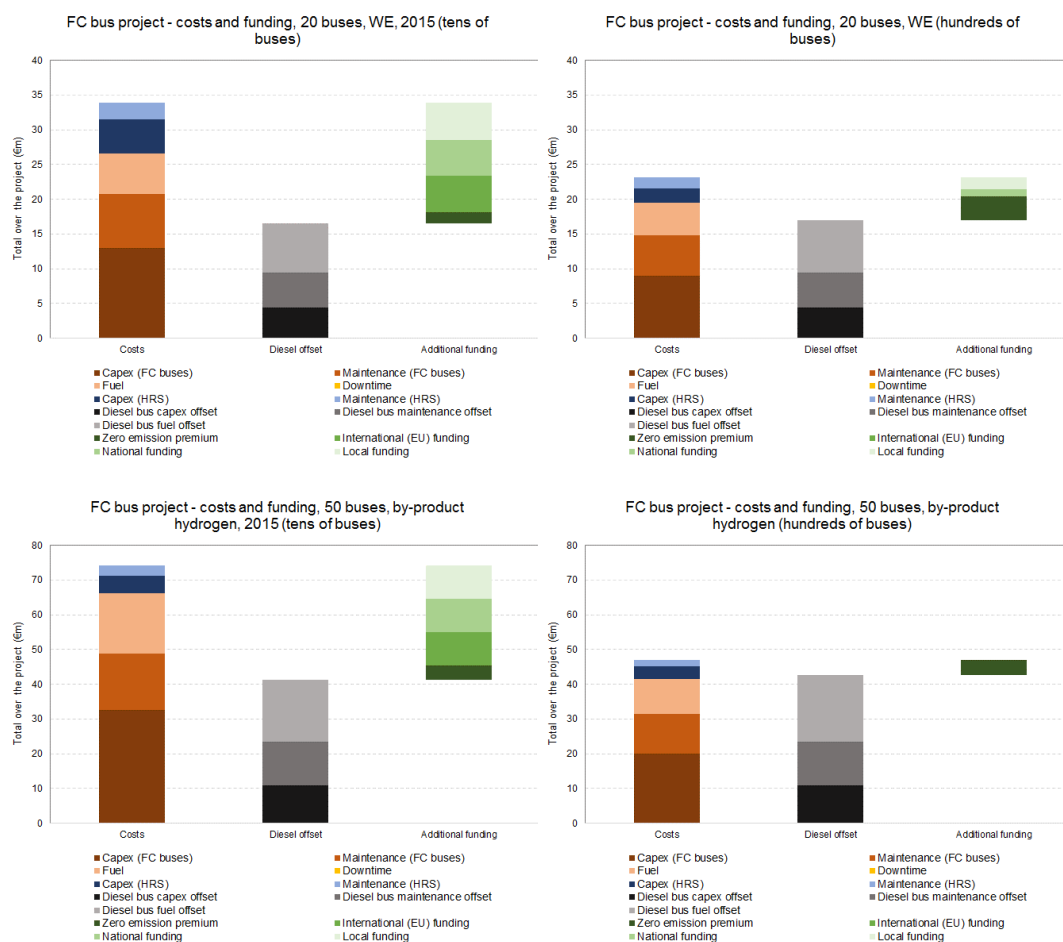 FC bus project - costs and funding, 20 buses, WE, 2015 (tens of
buses)
Total over the project (€m)
40
35
30
25
20
15
10
5
0
Costs
Diesel offset
Additional funding
Capex (FC buses)
Maintenance (FC buses)
Fuel
Downtime
Capex (HRS)
Maintenance (HRS)
Diesel bus capex offset
Diesel bus maintenance offset
Diesel bus fuel offset
Zero emission premium
International (EU) funding
National funding
Local funding
FC bus project - costs and funding, 20 buses, WE (hundreds of
buses)
Total over the project (€m)
40
35
30
25
20
15
10
5
0
Costs
Diesel offset
Additional funding
Capex (FC buses)
Maintenance (FC buses)
Fuel
Downtime
Capex (HRS)
Maintenance (HRS)
Diesel bus capex offset
Diesel bus maintenance offset
Diesel bus fuel offset
Zero emission premium
International (EU) funding
National funding
Local funding
FC bus project - costs and funding, 50 buses, by-product
hydrogen, 2015 (tens of buses)
Total over the project (€m)
80
70
60
50
40
30
20
10
0
Costs
Diesel offset
Additional funding
Capex (FC buses)
Maintenance (FC buses)
Fuel
Downtime
Capex (HRS)
Maintenance (HRS)
Diesel bus capex offset
Diesel bus maintenance offset
Diesel bus fuel offset
Zero emission premium
International (EU) funding
National funding
Local funding
FC bus project - costs and funding, 50 buses, by-product
hydrogen (hundreds of buses)
Total over the project (€m)
80
70
60
50
40
30
20
10
0
Costs
Diesel offset
Additional funding
Capex (FC buses)
Maintenance (FC buses)
Fuel
Downtime
Capex (HRS)
Maintenance (HRS)
Diesel bus capex offset
Diesel bus maintenance offset
Diesel bus fuel offset
Zero emission premium
International (EU) funding
National funding
Local funding